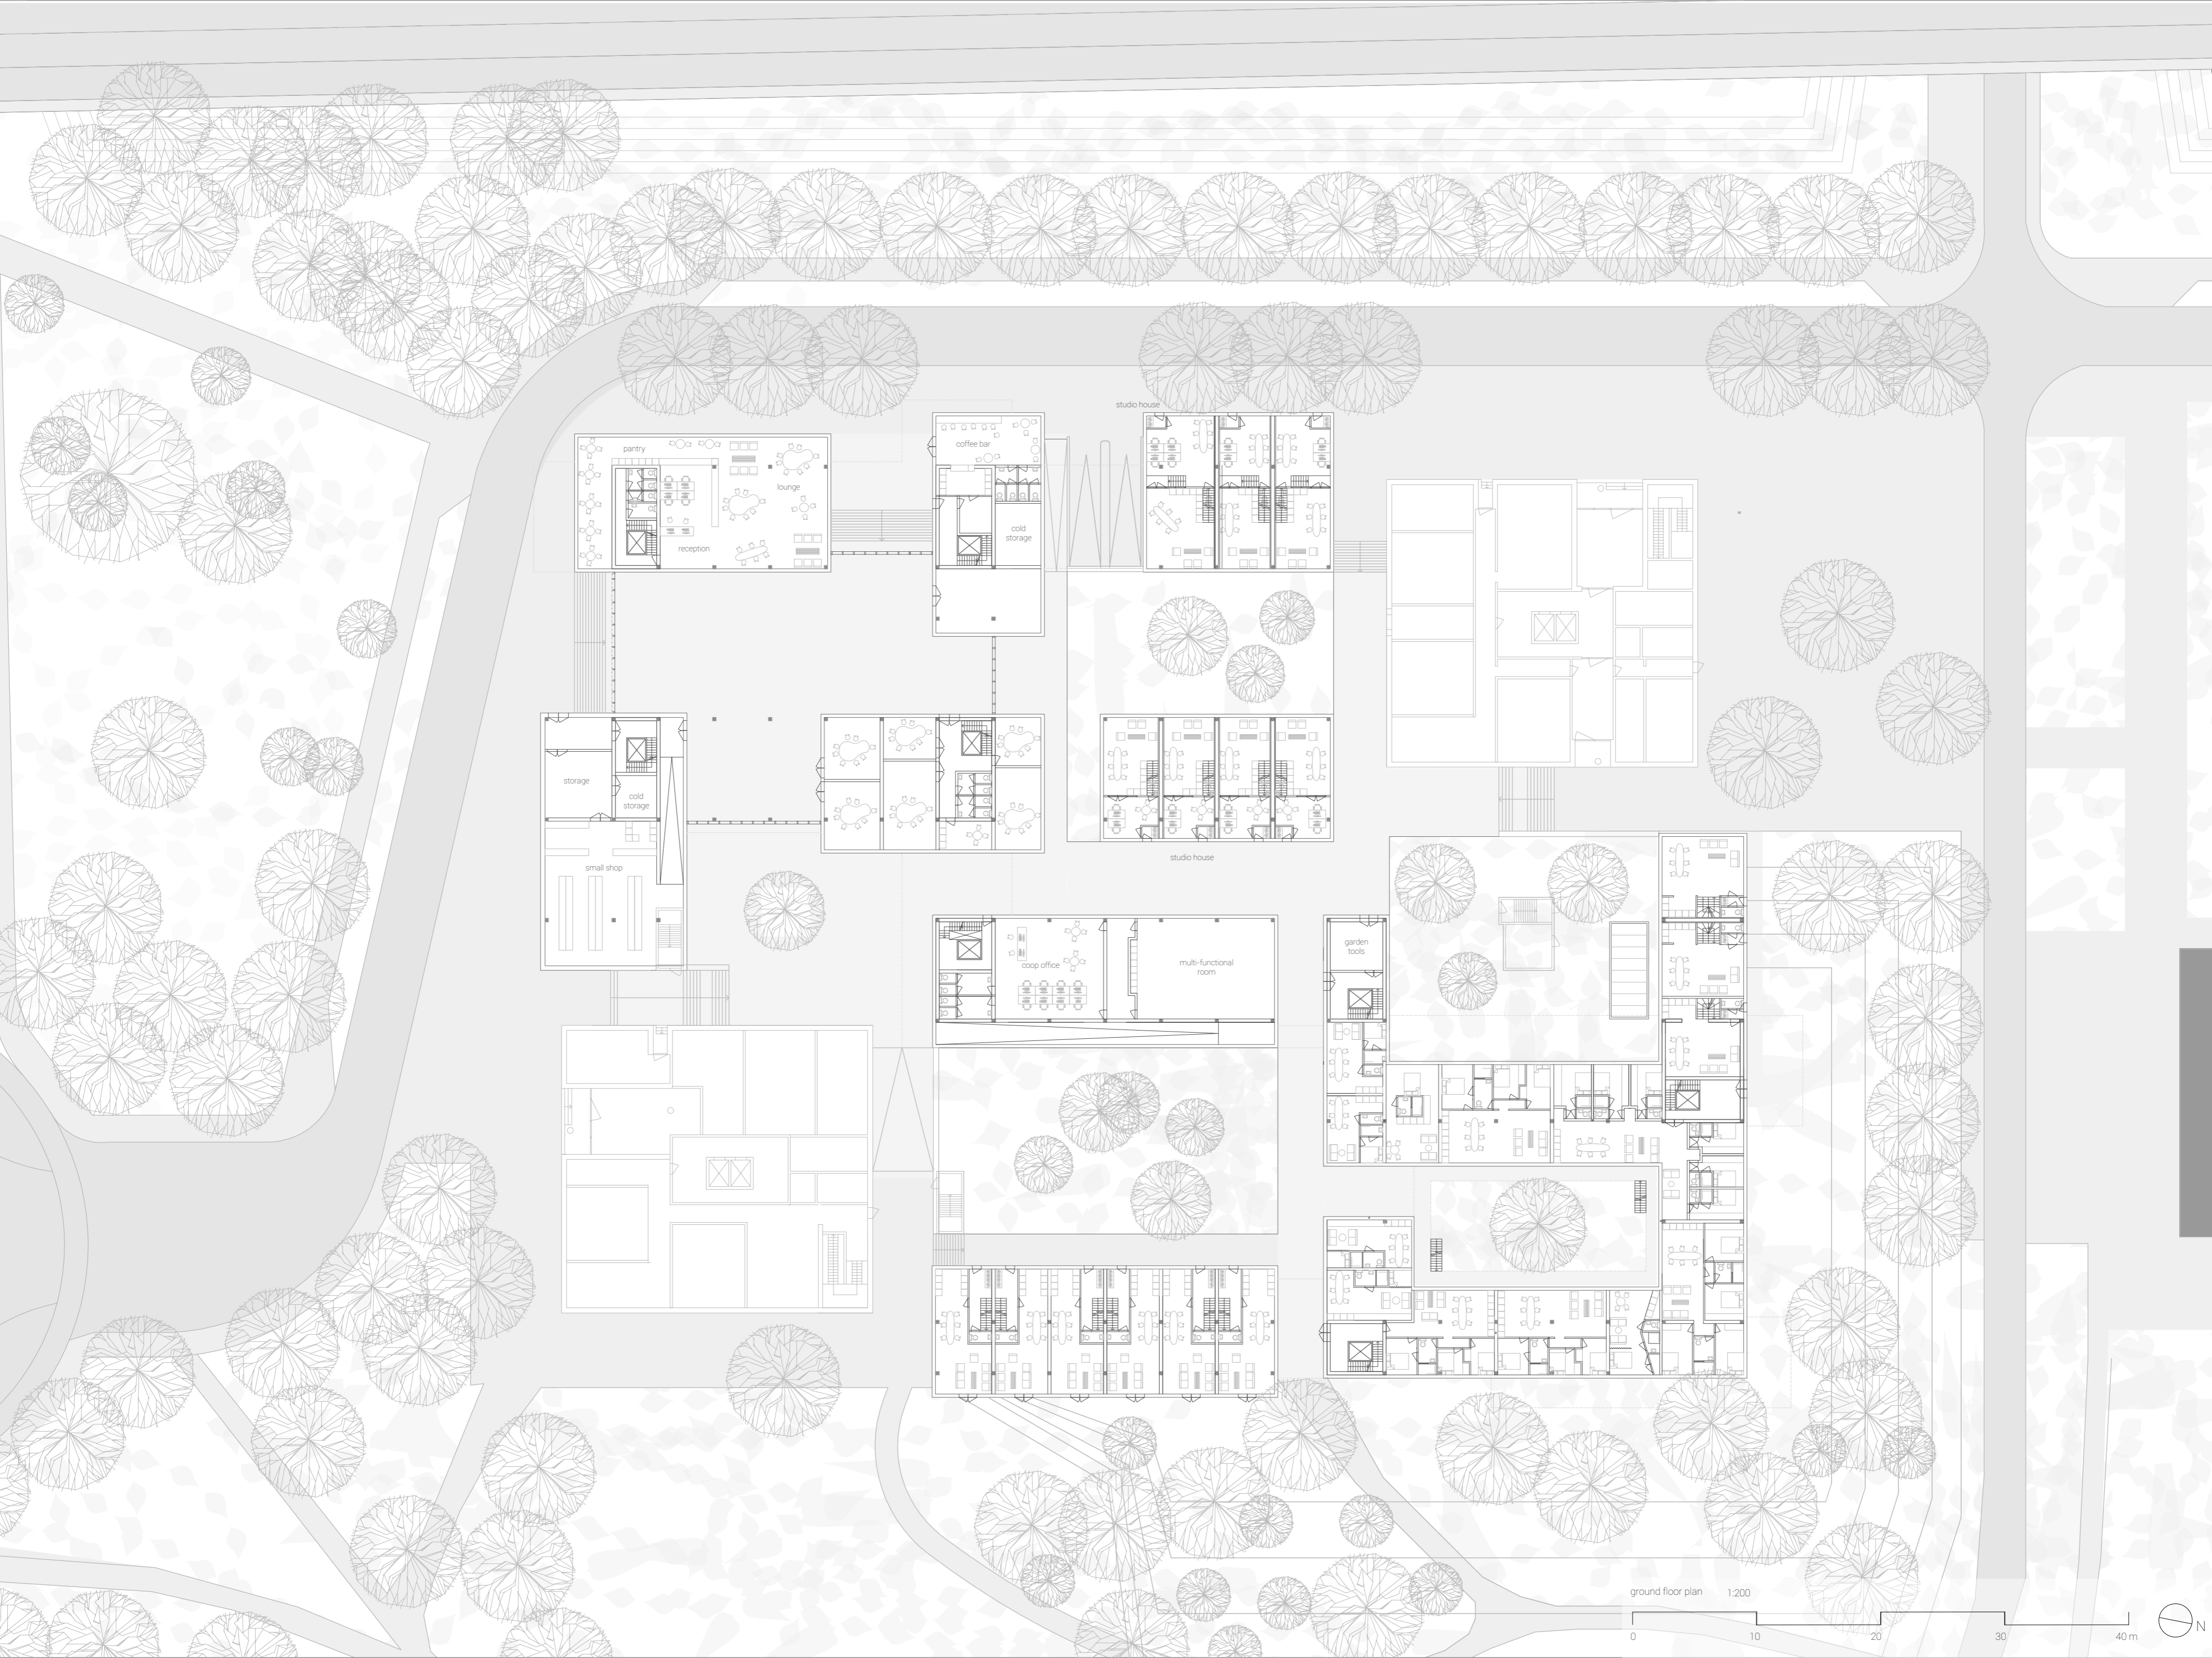 studio house
pantry
coffee bar
lounge
reception
cold
storage
storage
cold
storage
small shop
studio house
coop office
multi-functional
room
garden
tools
ground floor plan 1:200
0 10 20 30 40 m
N